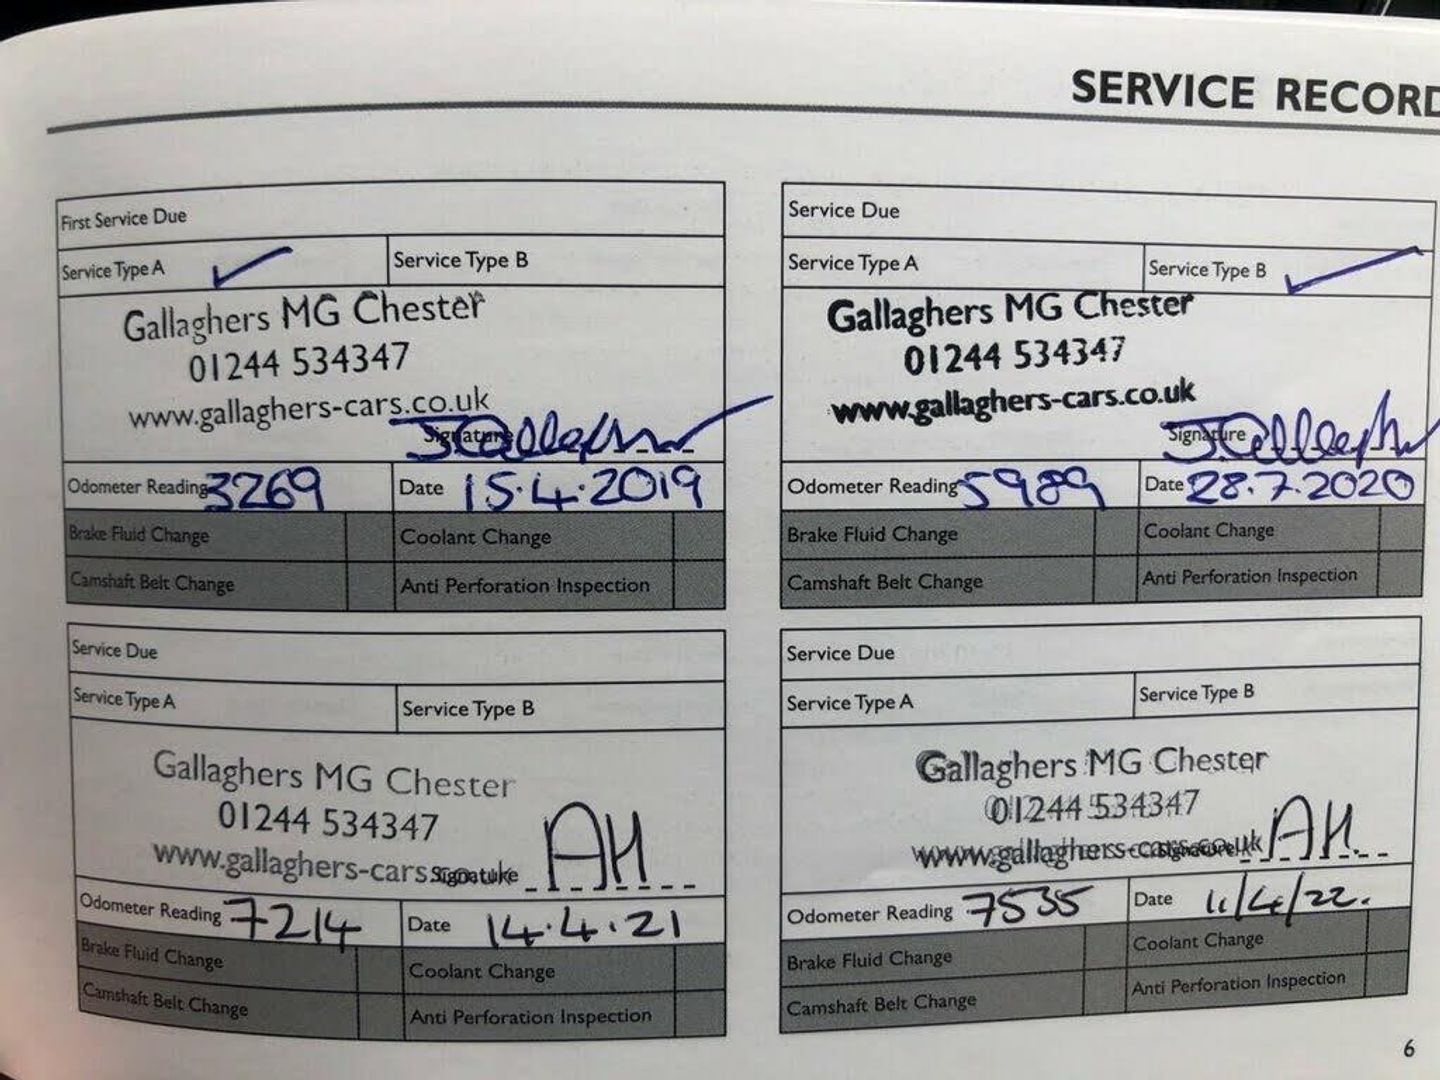 SERVICE RECORD
First Service Due
Service Type A
Service Type B
Gallaghers MG Chester
01244 534347
www.gallaghers-cars.co.uk
Signature
Odometer Reading 3269
Date 15.4.2019
Brake Fluid Change
Coolant Change
Camshaft Belt Change
Anti Perforation Inspection
Service Due
Service Type A
Service Type B
Gallaghers MG Chester
01244 534347
www.gallaghers-cars.co.uk
Signature
Odometer Reading 5989
Date 28.7.2020
Brake Fluid Change
Coolant Change
Camshaft Belt Change
Anti Perforation Inspection
Service Due
Service Type A
Service Type B
Gallaghers MG Chester
01244 534347
www.gallaghers-cars.co.uk
Signature AH
Odometer Reading 7214
Date 14.4.21
Brake Fluid Change
Coolant Change
Camshaft Belt Change
Anti Perforation Inspection
Service Due
Service Type A
Service Type B
Gallaghers MG Chester
01244 534347
www.gallaghers-cars.co.uk
Signature AH.
Odometer Reading 7535
Date 11/4/22.
Brake Fluid Change
Coolant Change
Camshaft Belt Change
Anti Perforation Inspection
6